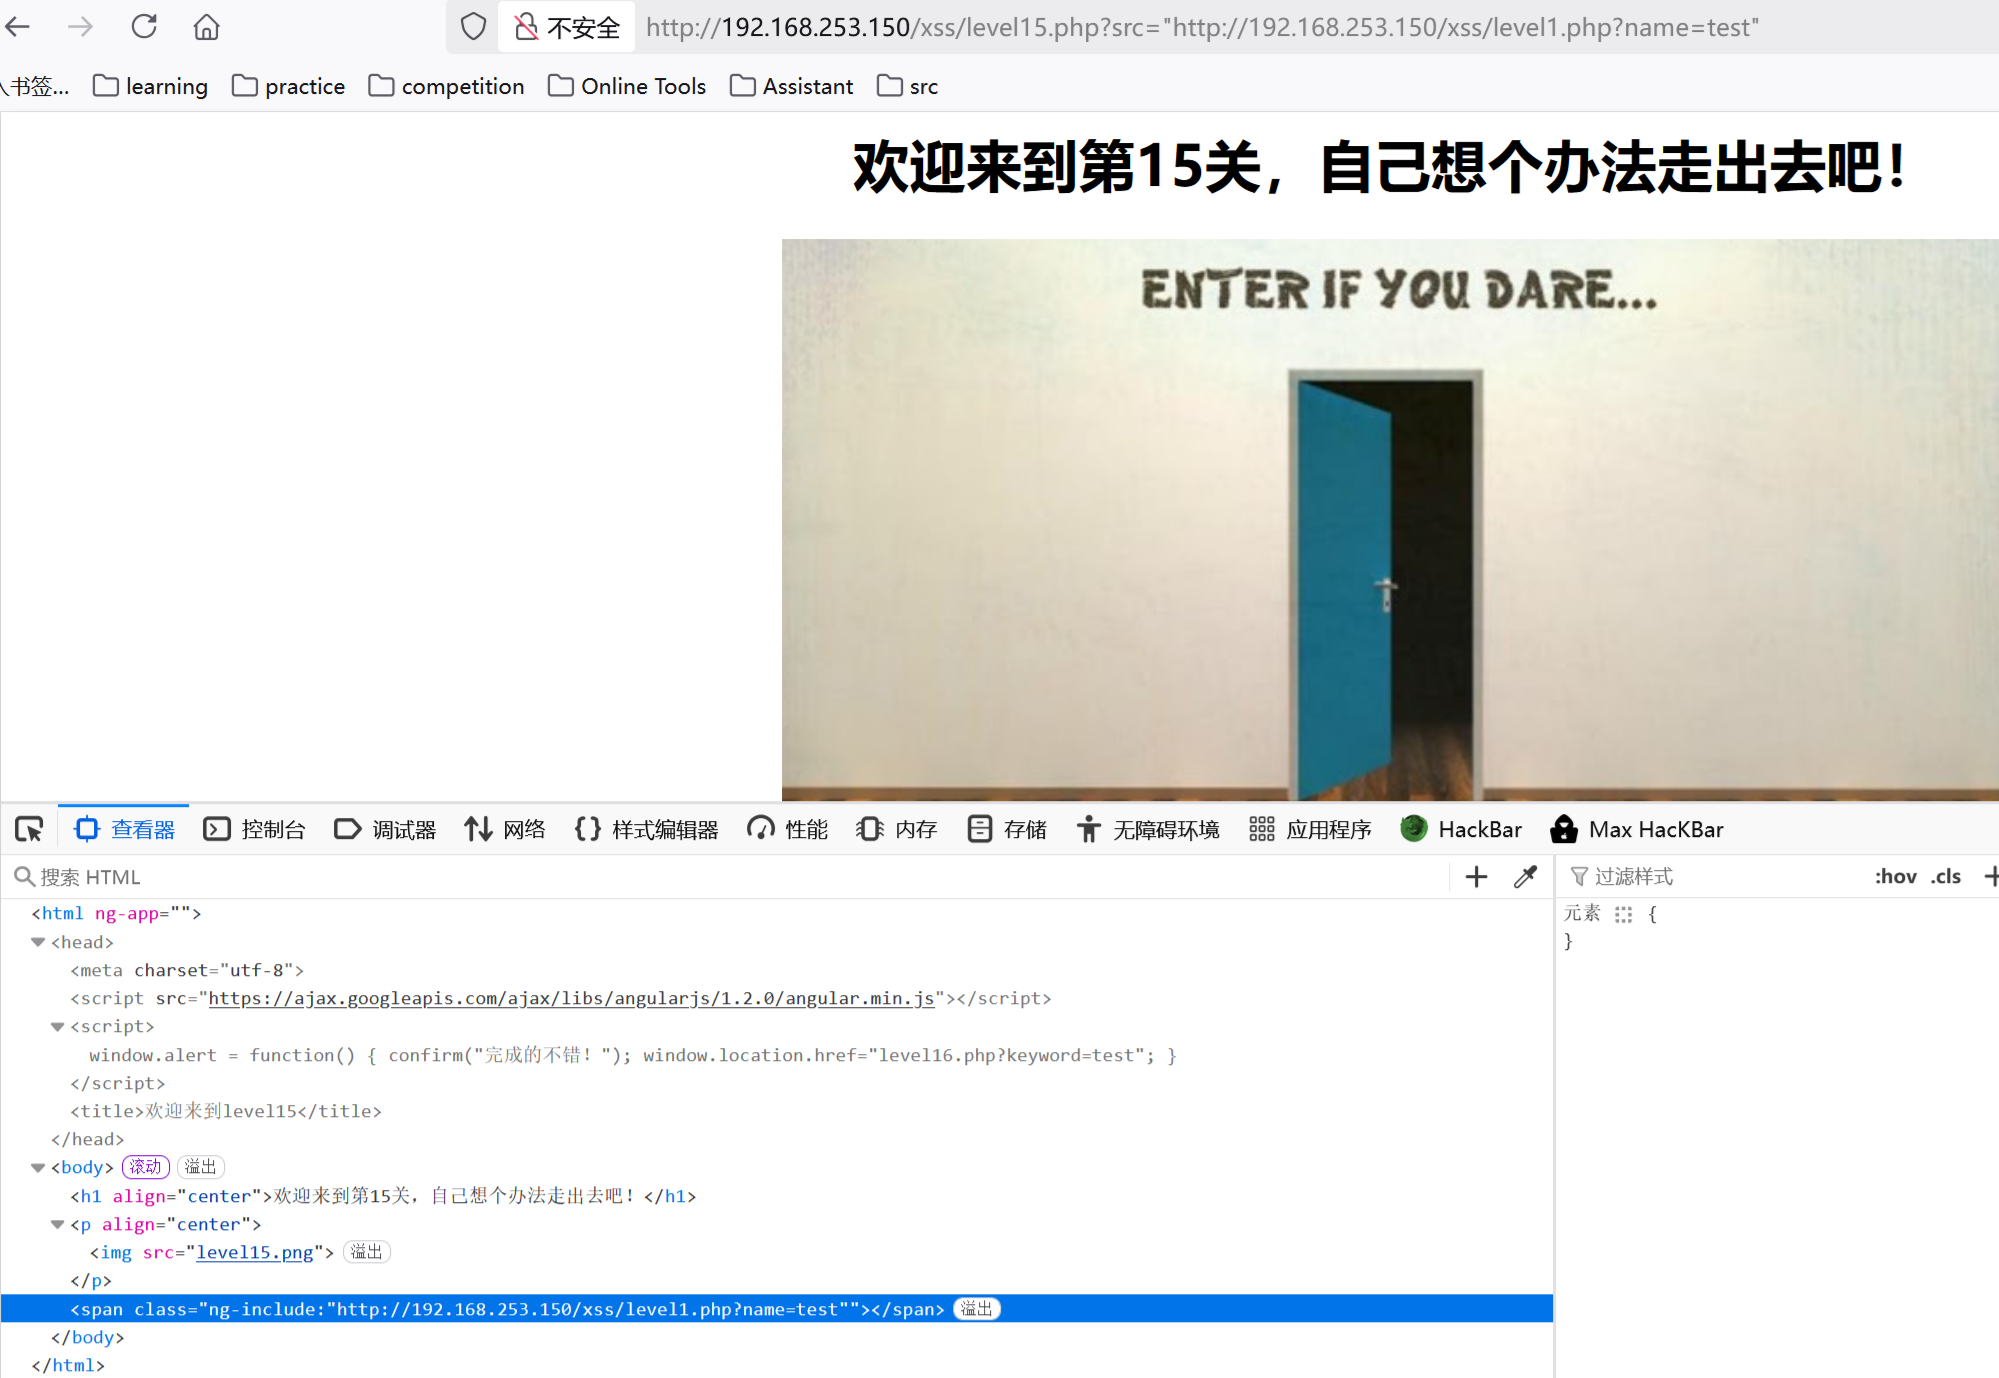 不安全 http://192.168.253.150/xss/level15.php?src="http://192.168.253.150/xss/level1.php?name=test"
人书签... learning practice competition Online Tools Assistant src
欢迎来到第15关，自己想个办法走出去吧！
ENTER IF YOU DARE...
查看器 控制台 调试器 网络 样式编辑器 性能 内存 存储 无障碍环境 应用程序 HackBar Max HacKBar
搜索 HTML
过滤样式 :hov .cls
<html ng-app="">
<head>
<meta charset="utf-8">
<script src="https://ajax.googleapis.com/ajax/libs/angularjs/1.2.0/angular.min.js"></script>
<script>
window.alert = function() { confirm("完成的不错！"); window.location.href="level16.php?keyword=test"; }
</script>
<title>欢迎来到level15</title>
</head>
<body> 滚动 溢出
<h1 align="center">欢迎来到第15关，自己想个办法走出去吧！</h1>
<p align="center">
<img src="level15.png"> 溢出
</p>
<span class="ng-include:"http://192.168.253.150/xss/level1.php?name=test""></span> 溢出
</body>
</html>
元素 {
}